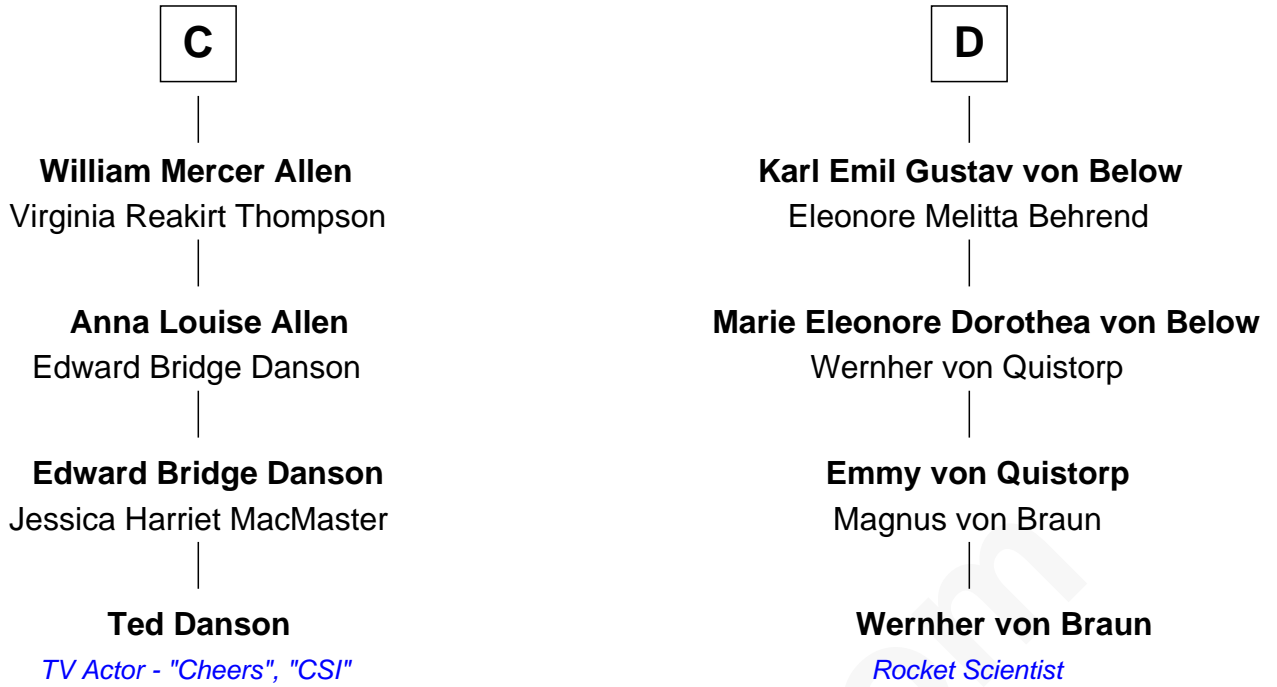 C
William Mercer Allen
Virginia Reakirt Thompson
Anna Louise Allen
Edward Bridge Danson
Edward Bridge Danson
Jessica Harriet MacMaster
Ted Danson
TV Actor - "Cheers", "CSI"
D
Karl Emil Gustav von Below
Eleonore Melitta Behrend
Marie Eleonore Dorothea von Below
Wernher von Quistorp
Emmy von Quistorp
Magnus von Braun
Wernher von Braun
Rocket Scientist